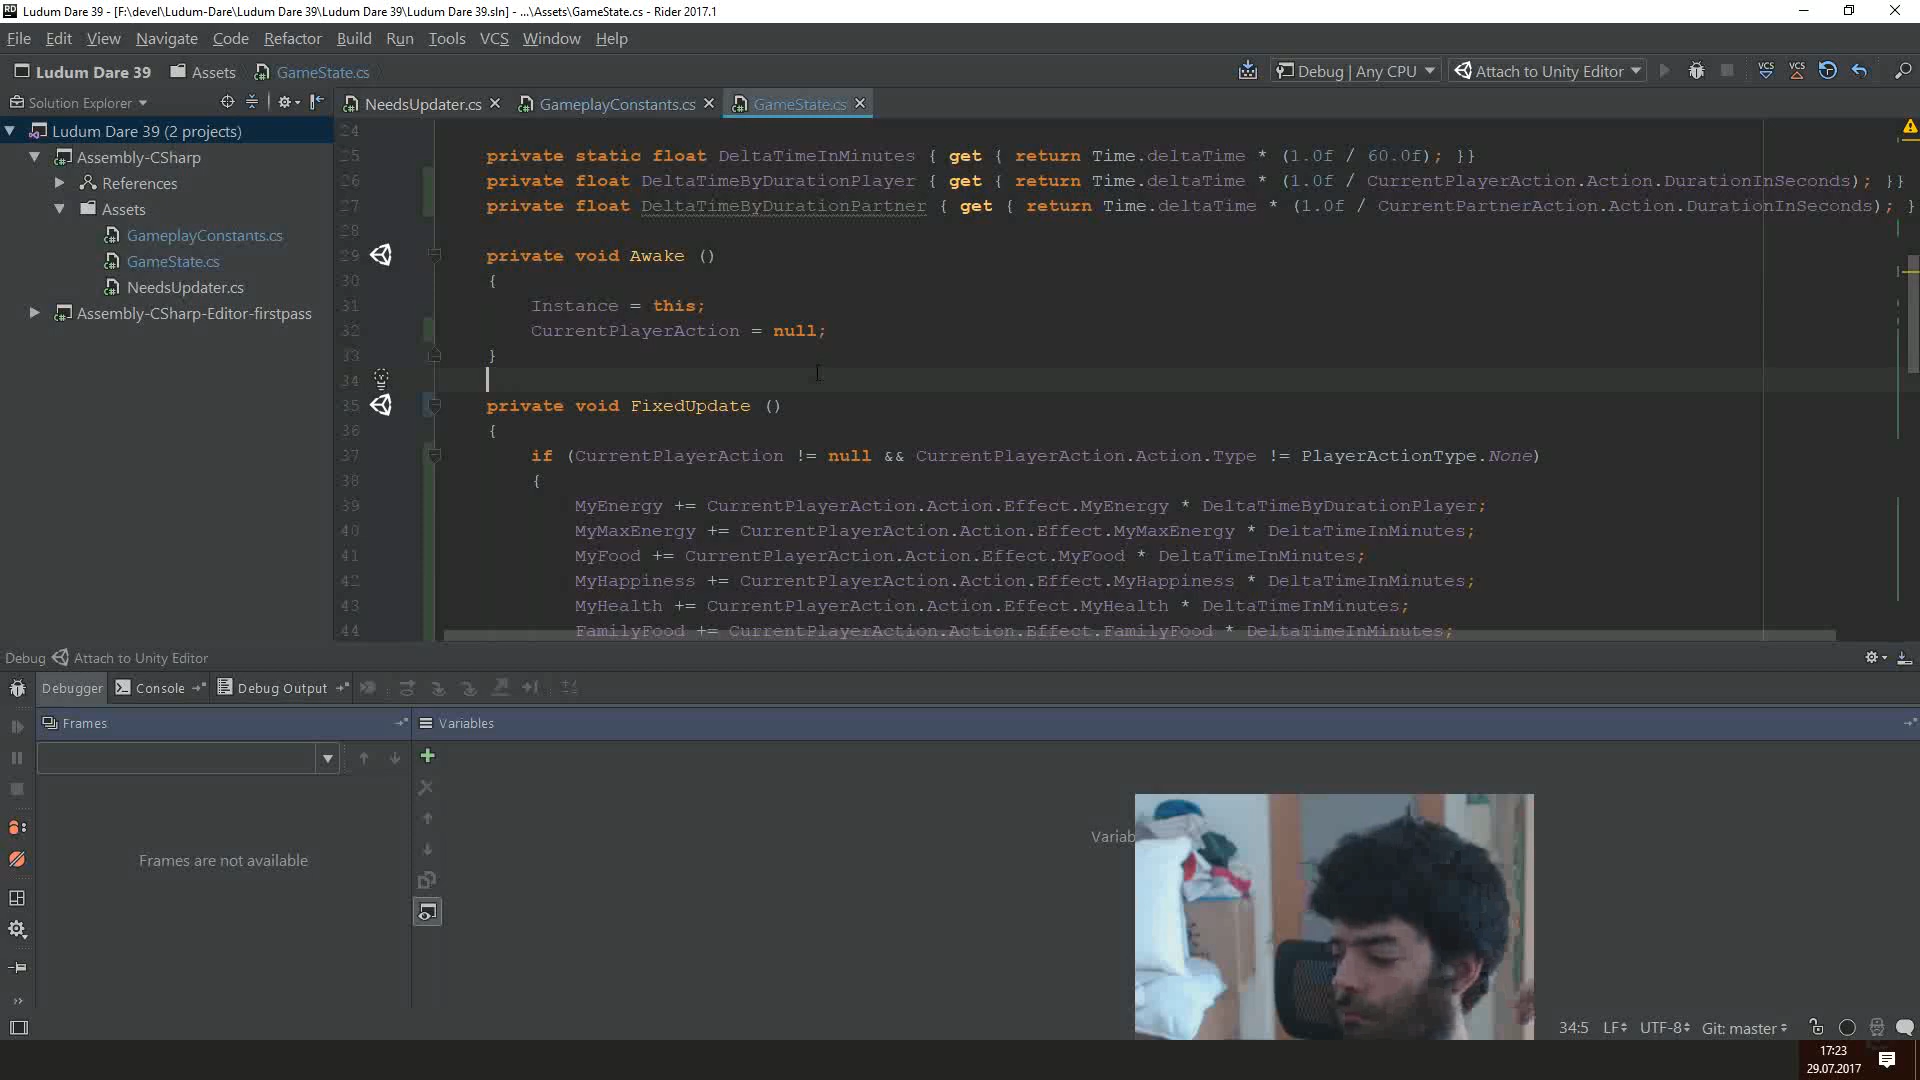 Ludum Dare 39 - [F:\devel\Ludum-Dare\Ludum Dare 39\Ludum Dare 39\Ludum Dare 39.sln] - ...\Assets\GameState.cs - Rider 2017.1
File Edit View Navigate Code Refactor Build Run Tools VCS Window Help
Ludum Dare 39 Assets GameState.cs
Debug | Any CPU Attach to Unity Editor VCS VCS
Solution Explorer
NeedsUpdater.cs GameplayConstants.cs GameState.cs
Ludum Dare 39 (2 projects)
Assembly-CSharp
References
Assets
GameplayConstants.cs
GameState.cs
NeedsUpdater.cs
Assembly-CSharp-Editor-firstpass
24
25 private static float DeltaTimeInMinutes { get { return Time.deltaTime * (1.0f / 60.0f); }}
26 private float DeltaTimeByDurationPlayer { get { return Time.deltaTime * (1.0f / CurrentPlayerAction.Action.DurationInSeconds); }}
27 private float DeltaTimeByDurationPartner { get { return Time.deltaTime * (1.0f / CurrentPartnerAction.Action.DurationInSeconds); }
28
29 private void Awake ()
30 {
31 Instance = this;
32 CurrentPlayerAction = null;
33 }
34
35 private void FixedUpdate ()
36 {
37 if (CurrentPlayerAction != null && CurrentPlayerAction.Action.Type != PlayerActionType.None)
38 {
39 MyEnergy += CurrentPlayerAction.Action.Effect.MyEnergy * DeltaTimeByDurationPlayer;
40 MyMaxEnergy += CurrentPlayerAction.Action.Effect.MyMaxEnergy * DeltaTimeInMinutes;
41 MyFood += CurrentPlayerAction.Action.Effect.MyFood * DeltaTimeInMinutes;
42 MyHappiness += CurrentPlayerAction.Action.Effect.MyHappiness * DeltaTimeInMinutes;
43 MyHealth += CurrentPlayerAction.Action.Effect.MyHealth * DeltaTimeInMinutes;
44 FamilyFood += CurrentPlayerAction.Action.Effect.FamilyFood * DeltaTimeInMinutes;
Debug Attach to Unity Editor
Debugger Console Debug Output
Frames Variables
Frames are not available
Variab
34:5 LF UTF-8 Git: master
17:23
29.07.2017